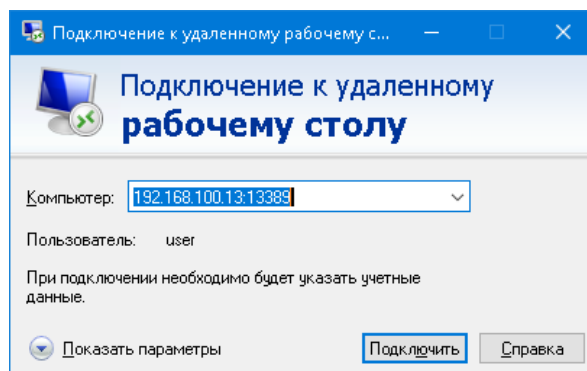 Подключение к удаленному рабочему с...
Подключение к удаленному
рабочему столу
Компьютер: 192.168.100.13:13389
Пользователь: user
При подключении необходимо будет указать учетные
данные.
Показать параметры Подключить Справка